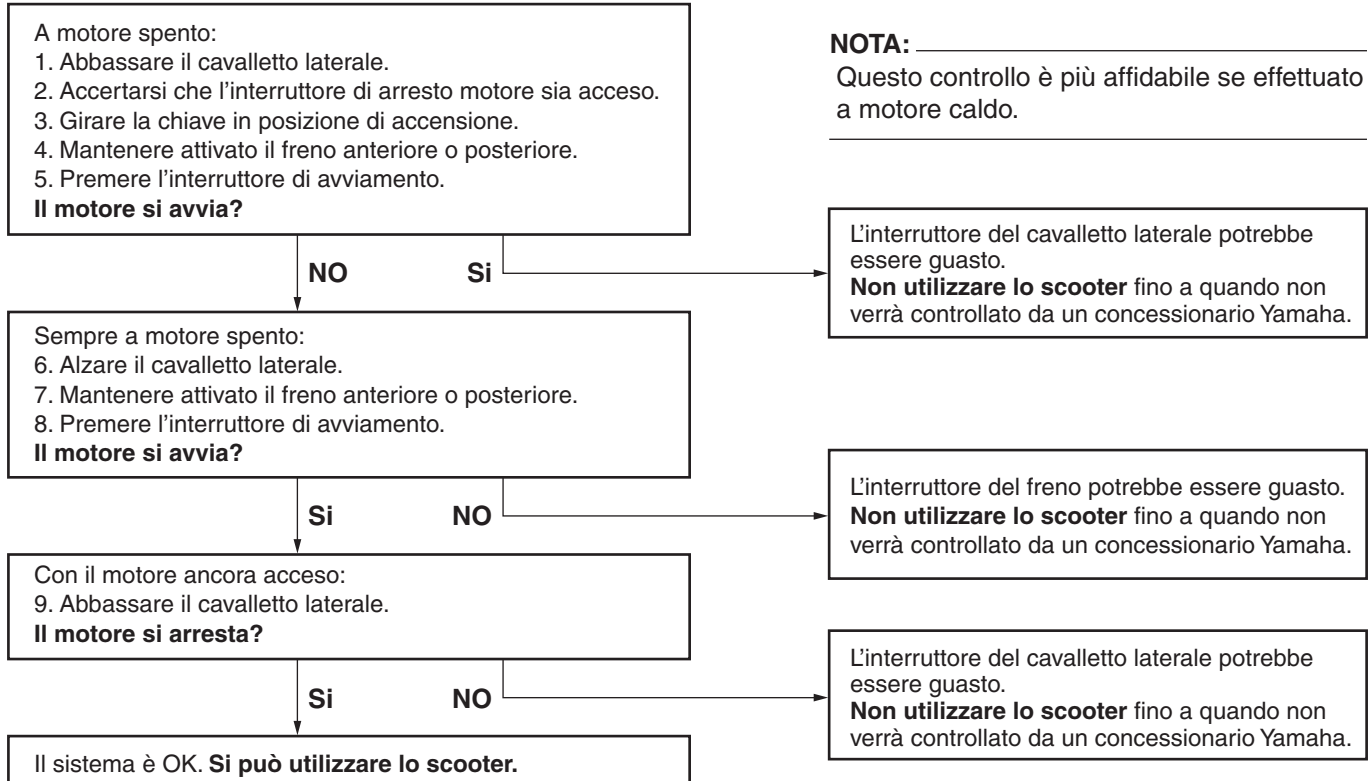 A motore spento:
1. Abbassare il cavalletto laterale.
2. Accertarsi che l'interruttore di arresto motore sia acceso.
3. Girare la chiave in posizione di accensione.
4. Mantenere attivato il freno anteriore o posteriore.
5. Premere l'interruttore di avviamento.
Il motore si avvia?
NOTA:
Questo controllo è più affidabile se effettuato
a motore caldo.
NO
Si
L'interruttore del cavalletto laterale potrebbe
essere guasto.
Non utilizzare lo scooter fino a quando non
verrà controllato da un concessionario Yamaha.
Sempre a motore spento:
6. Alzare il cavalletto laterale.
7. Mantenere attivato il freno anteriore o posteriore.
8. Premere l'interruttore di avviamento.
Il motore si avvia?
Si
NO
L'interruttore del freno potrebbe essere guasto.
Non utilizzare lo scooter fino a quando non
verrà controllato da un concessionario Yamaha.
Con il motore ancora acceso:
9. Abbassare il cavalletto laterale.
Il motore si arresta?
Si
NO
L'interruttore del cavalletto laterale potrebbe
essere guasto.
Non utilizzare lo scooter fino a quando non
verrà controllato da un concessionario Yamaha.
Il sistema è OK. Si può utilizzare lo scooter.